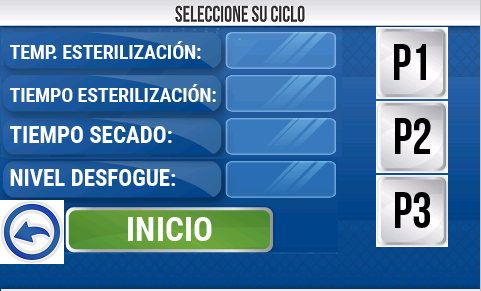 SELECCIONE SU CICLO
TEMP. ESTERILIZACIÓN:
TIEMPO ESTERILIZACIÓN:
TIEMPO SECADO:
NIVEL DESFOGUE:
INICIO
P1
P2
P3